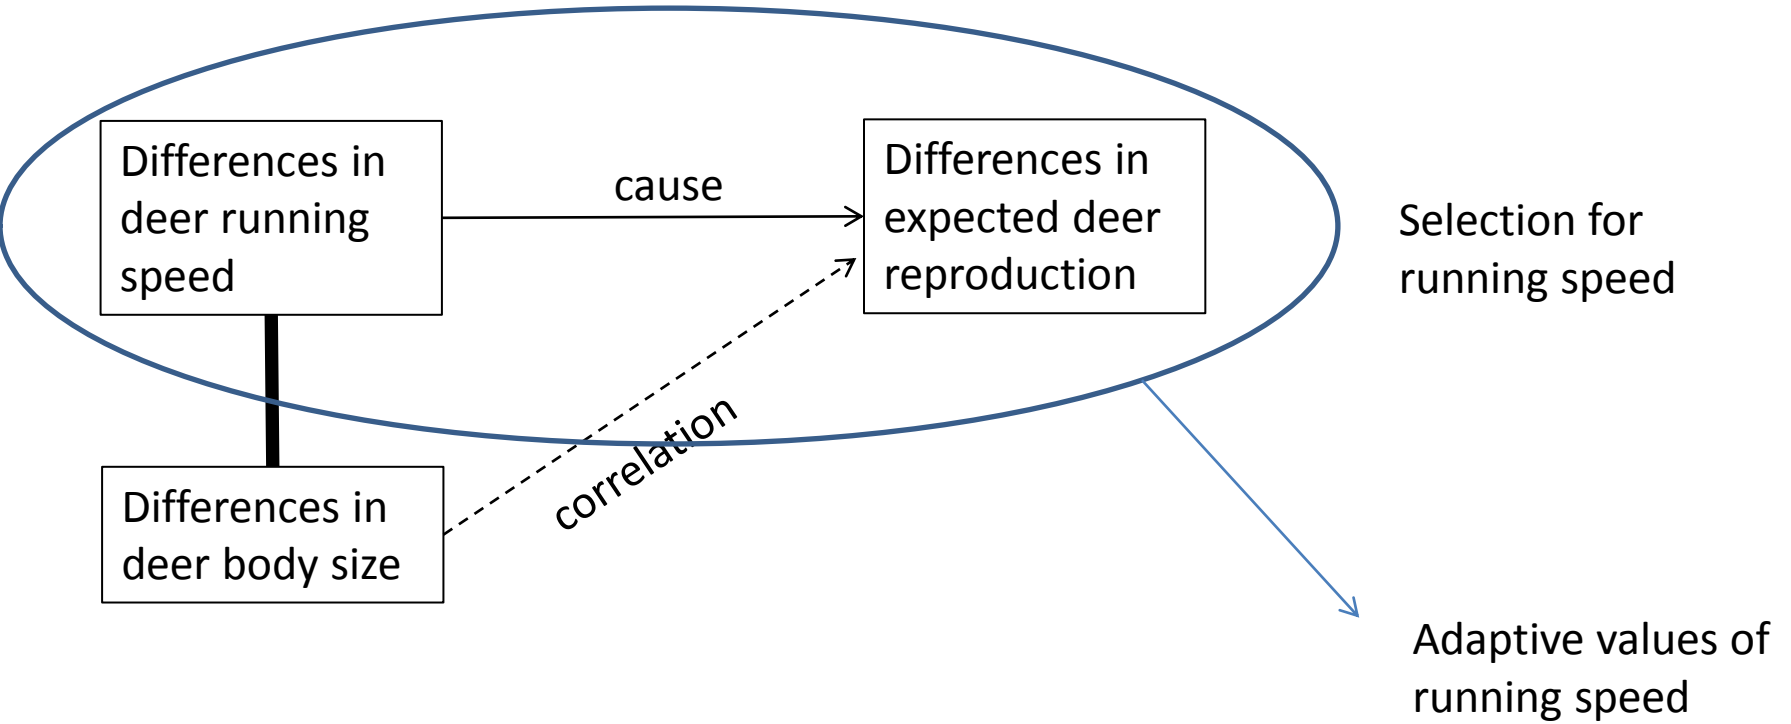 Differences in
deer running
speed
cause
Differences in
expected deer
reproduction
Selection for
running speed
correlation
Differences in
deer body size
Adaptive values of
running speed